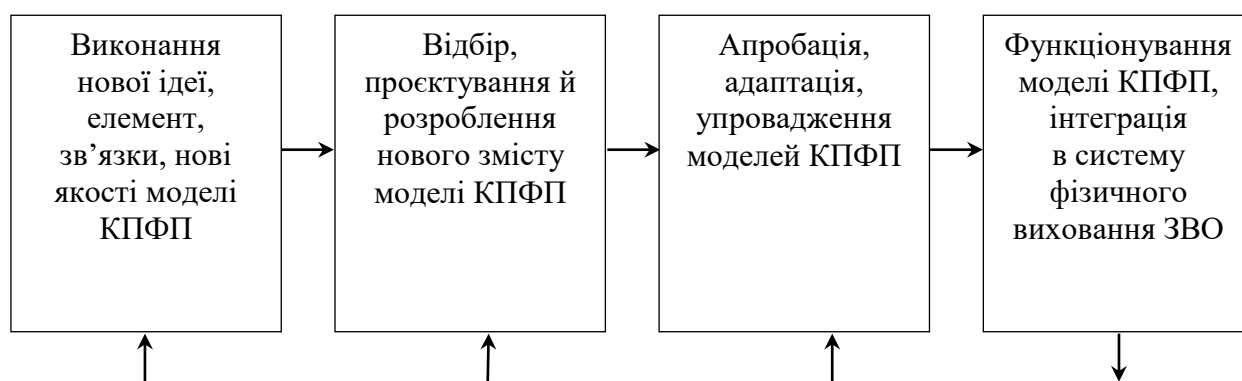 Виконання
нової ідеї,
елемент,
зв’язки, нові
якості моделі
КПФП
Відбір,
проєктування й
розроблення
нового змісту
моделі КПФП
Апробація,
адаптація,
упровадження
моделей КПФП
Функціонування
моделі КПФП,
інтеграція
в систему
фізичного
виховання ЗВО